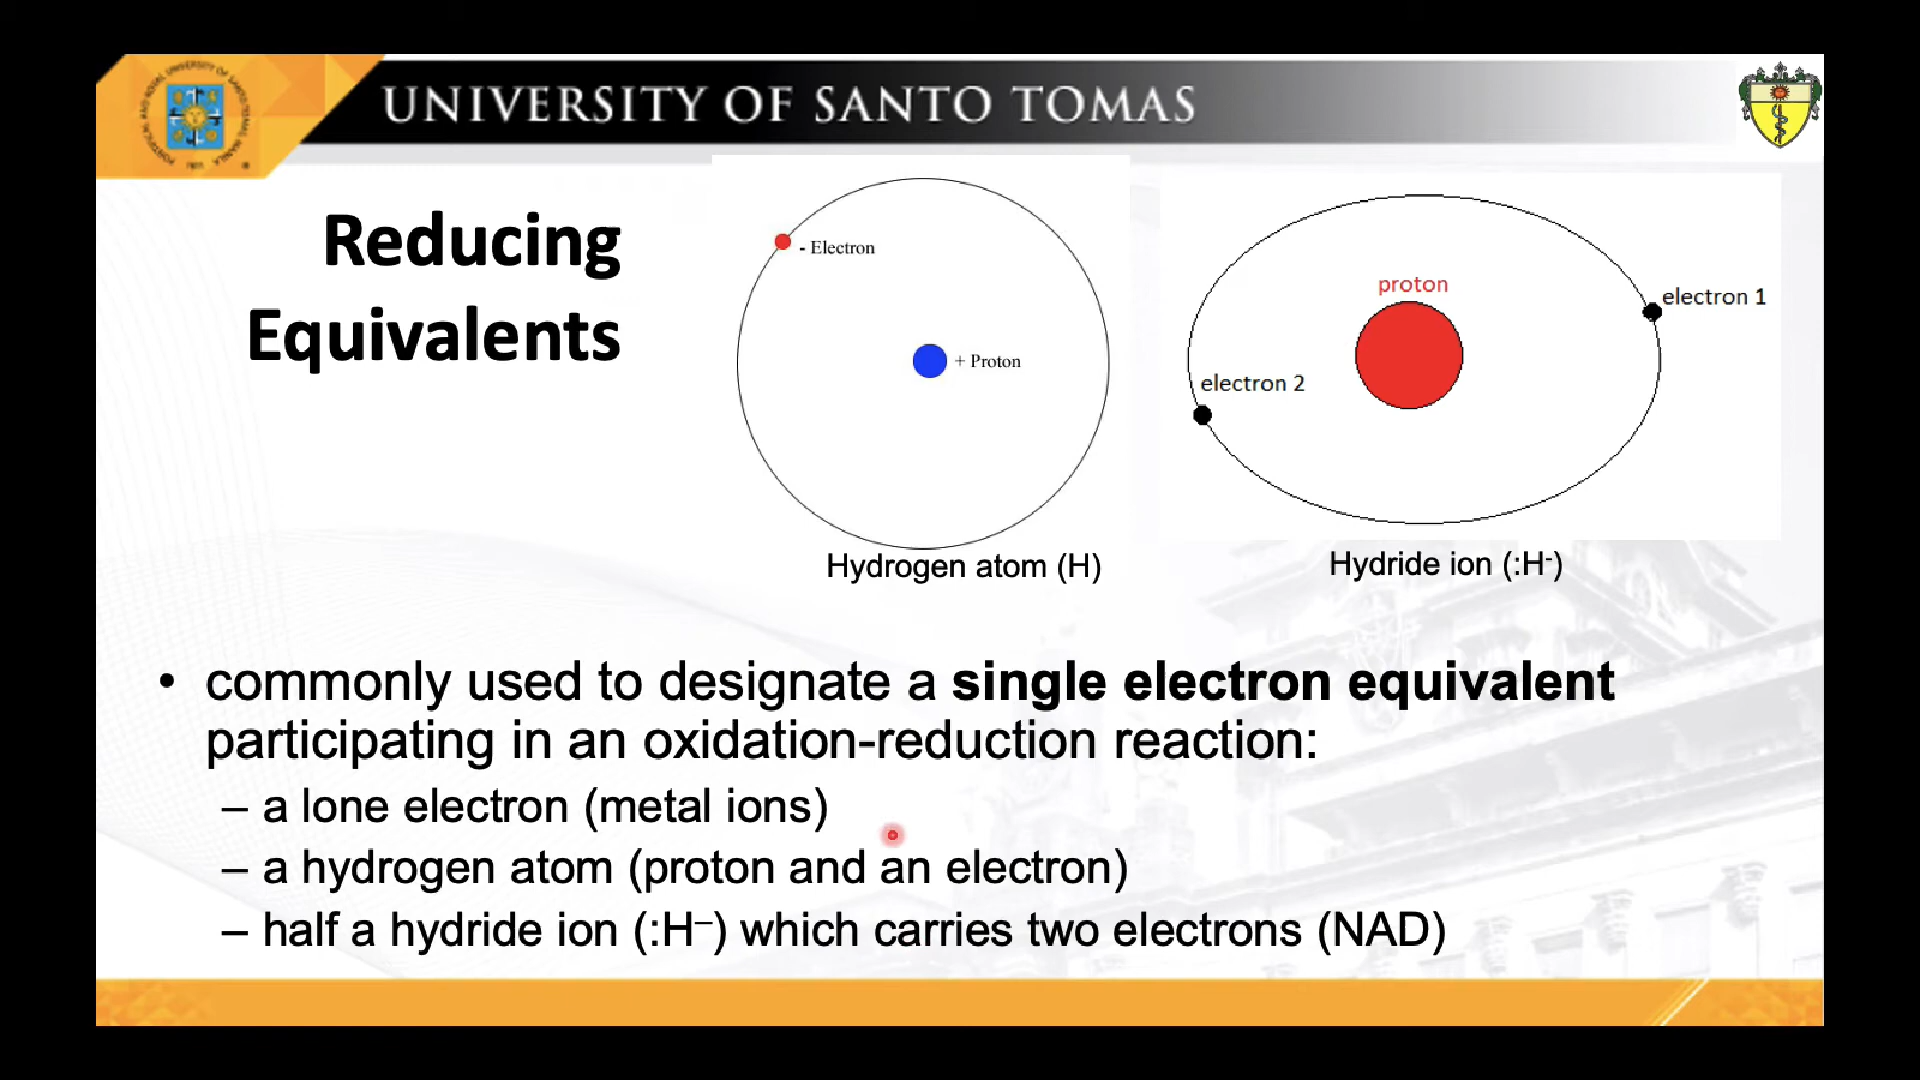 UNIVERSITY OF SANTO TOMAS
Reducing
Equivalents
- Electron
+ Proton
Hydrogen atom (H)
proton
electron 1
electron 2
Hydride ion (:H-)
• commonly used to designate a single electron equivalent
participating in an oxidation-reduction reaction:
– a lone electron (metal ions)
– a hydrogen atom (proton and an electron)
– half a hydride ion (:H–) which carries two electrons (NAD)